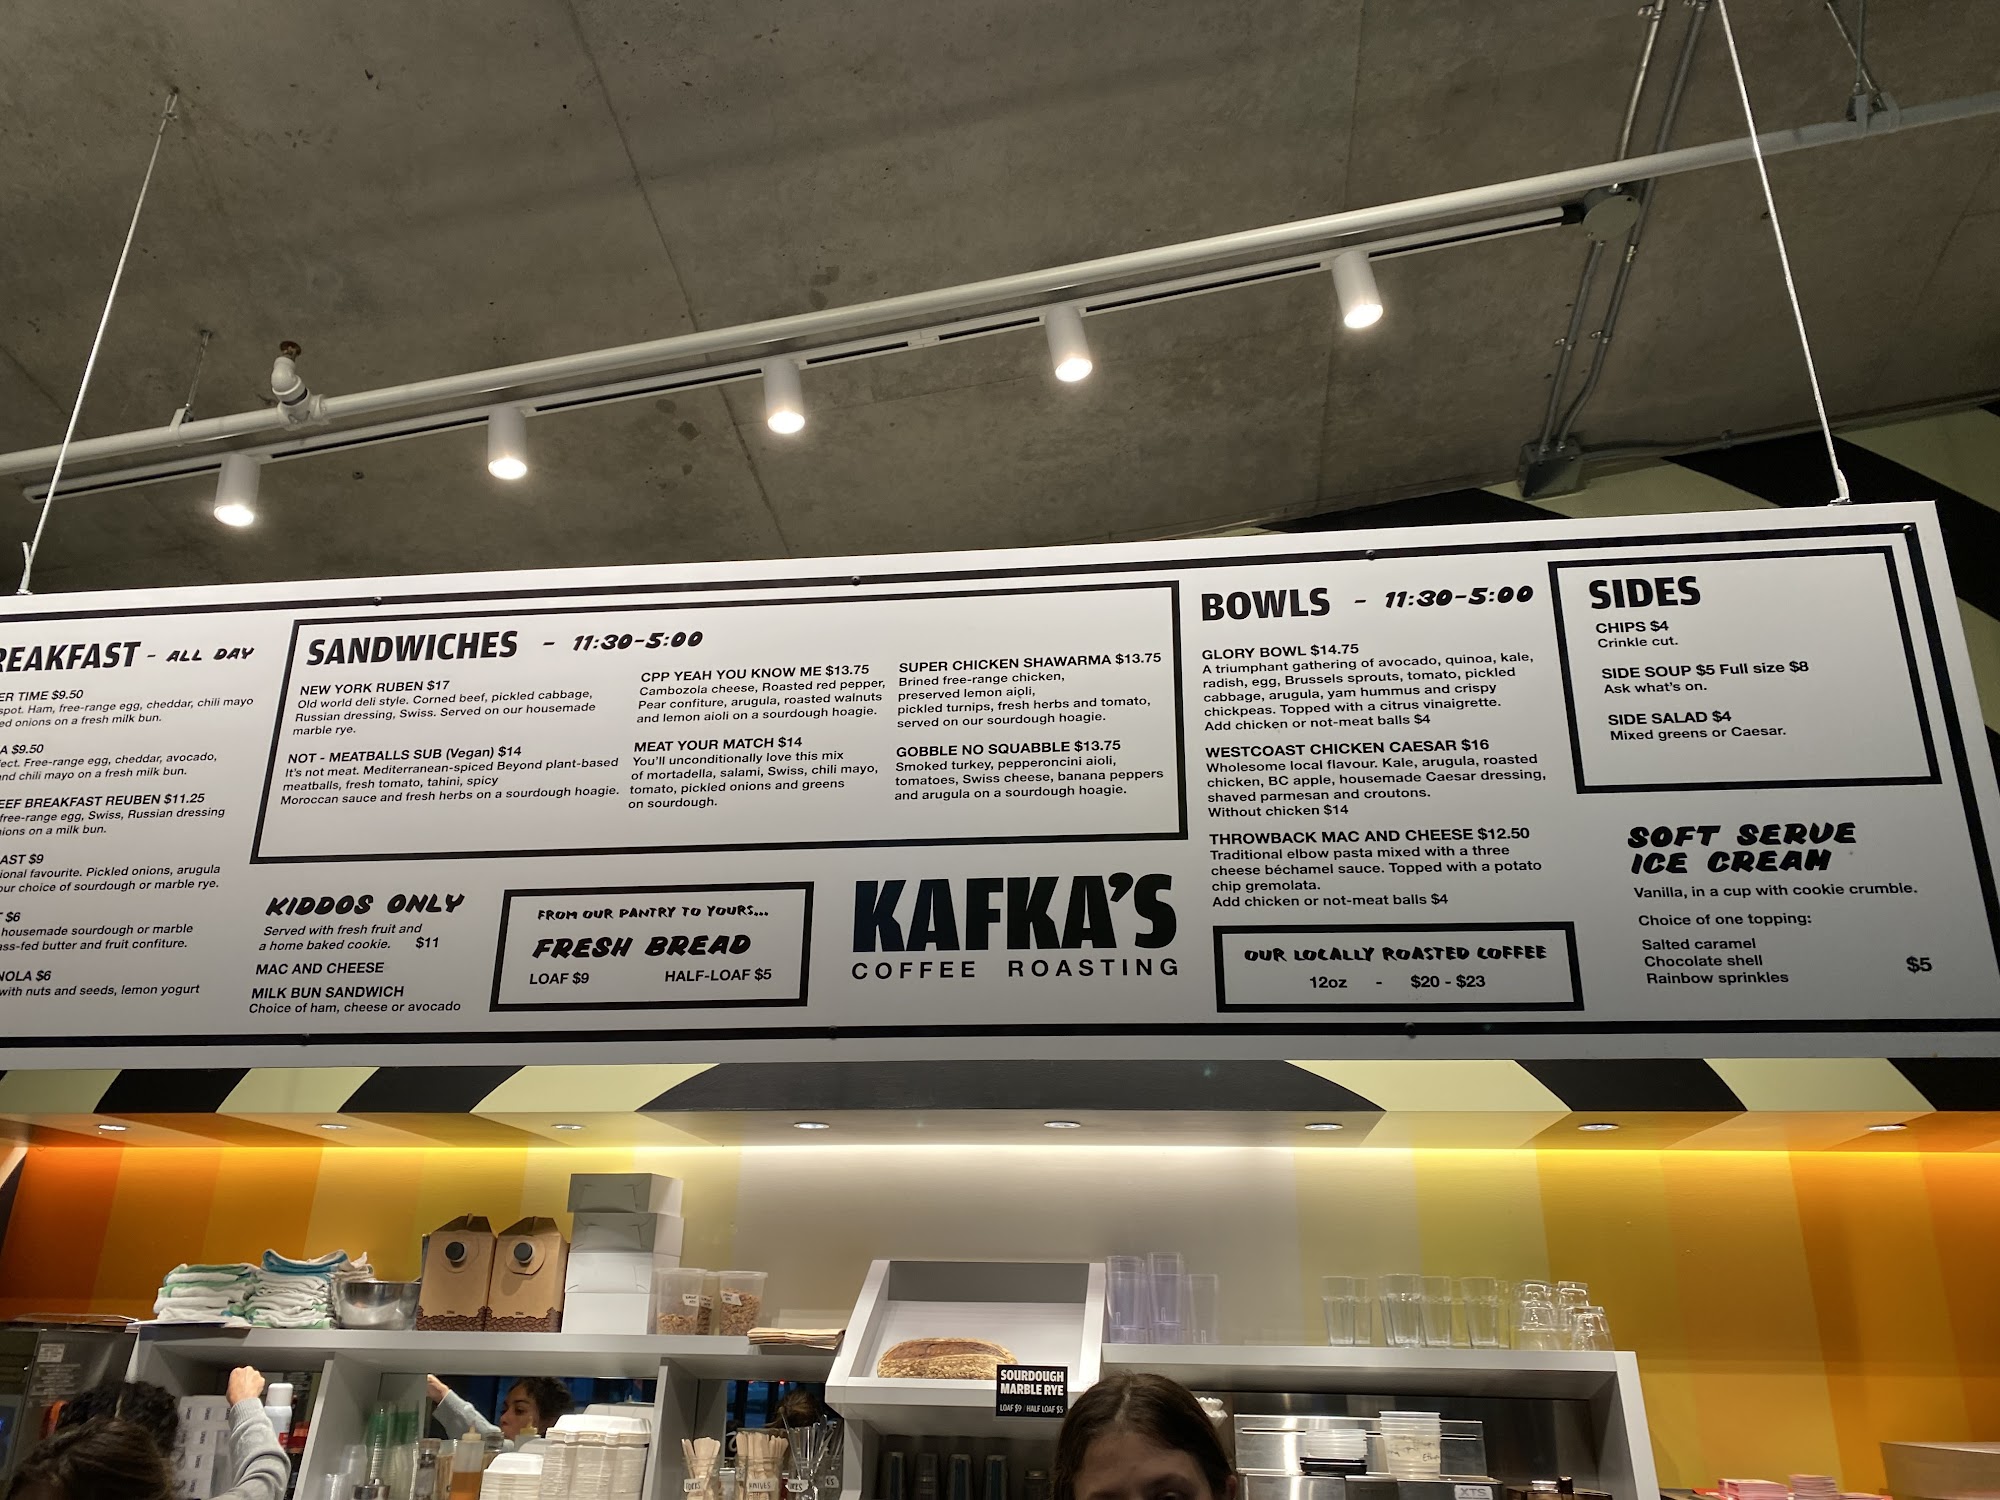 REAKFAST - ALL DAY
ER TIME $9.50
spot. Ham, free-range egg, cheddar, chili mayo
ed onions on a fresh milk bun.
A $9.50
fect. Free-range egg, cheddar, avocado,
and chili mayo on a fresh milk bun.
EEF BREAKFAST REUBEN $11.25
free-range egg, Swiss, Russian dressing
ions on a milk bun.
AST $9
ional favourite. Pickled onions, arugula
our choice of sourdough or marble rye.
T $6
housemade sourdough or marble
ass-fed butter and fruit confiture.
NOLA $6
with nuts and seeds, lemon yogurt
SANDWICHES - 11:30-5:00
NEW YORK RUBEN $17
Old world deli style. Corned beef, pickled cabbage,
Russian dressing, Swiss. Served on our housemade
marble rye.
NOT - MEATBALLS SUB (Vegan) $14
It's not meat. Mediterranean-spiced Beyond plant-based
meatballs, fresh tomato, tahini, spicy
Moroccan sauce and fresh herbs on a sourdough hoagie.
CPP YEAH YOU KNOW ME $13.75
Cambozola cheese, Roasted red pepper,
Pear confiture, arugula, roasted walnuts
and lemon aioli on a sourdough hoagie.
MEAT YOUR MATCH $14
You'll unconditionally love this mix
of mortadella, salami, Swiss, chili mayo,
tomato, pickled onions and greens
on sourdough.
SUPER CHICKEN SHAWARMA $13.75
Brined free-range chicken,
preserved lemon aioli,
pickled turnips, fresh herbs and tomato,
served on our sourdough hoagie.
GOBBLE NO SQUABBLE $13.75
Smoked turkey, pepperoncini aioli,
tomatoes, Swiss cheese, banana peppers
and arugula on a sourdough hoagie.
KIDDOS ONLY
Served with fresh fruit and
a home baked cookie. $11
MAC AND CHEESE
MILK BUN SANDWICH
Choice of ham, cheese or avocado
FROM OUR PANTRY TO YOURS...
FRESH BREAD
LOAF $9 HALF-LOAF $5
KAFKA'S
COFFEE ROASTING
BOWLS - 11:30-5:00
GLORY BOWL $14.75
A triumphant gathering of avocado, quinoa, kale,
radish, egg, Brussels sprouts, tomato, pickled
cabbage, arugula, yam hummus and crispy
chickpeas. Topped with a citrus vinaigrette.
Add chicken or not-meat balls $4
WESTCOAST CHICKEN CAESAR $16
Wholesome local flavour. Kale, arugula, roasted
chicken, BC apple, housemade Caesar dressing,
shaved parmesan and croutons.
Without chicken $14
THROWBACK MAC AND CHEESE $12.50
Traditional elbow pasta mixed with a three
cheese béchamel sauce. Topped with a potato
chip gremolata.
Add chicken or not-meat balls $4
OUR LOCALLY ROASTED COFFEE
12oz - $20 - $23
SIDES
CHIPS $4
Crinkle cut.
SIDE SOUP $5 Full size $8
Ask what's on.
SIDE SALAD $4
Mixed greens or Caesar.
SOFT SERVE
ICE CREAM
Vanilla, in a cup with cookie crumble.
Choice of one topping:
Salted caramel
Chocolate shell
Rainbow sprinkles $5
SOURDOUGH
MARBLE RYE
LOAF $9 / HALF LOAF $5
FORKS
KNIVES
XTS